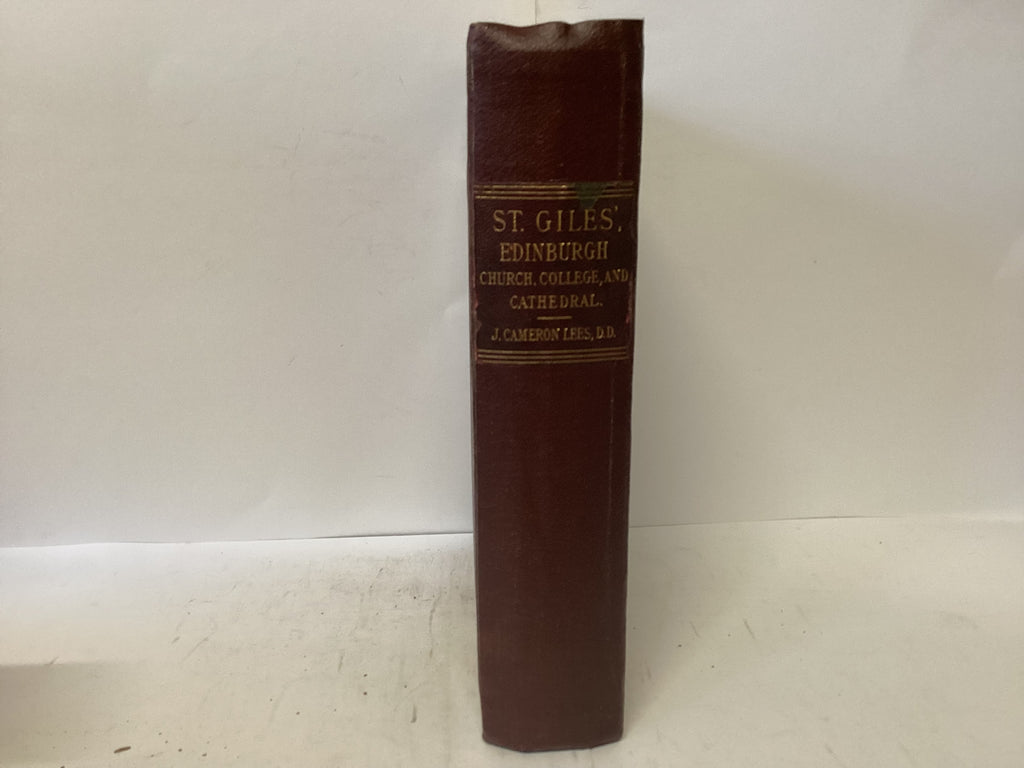 ST. GILES',
EDINBURGH
CHURCH, COLLEGE, AND
CATHEDRAL.
J. CAMERON LEES, D.D.